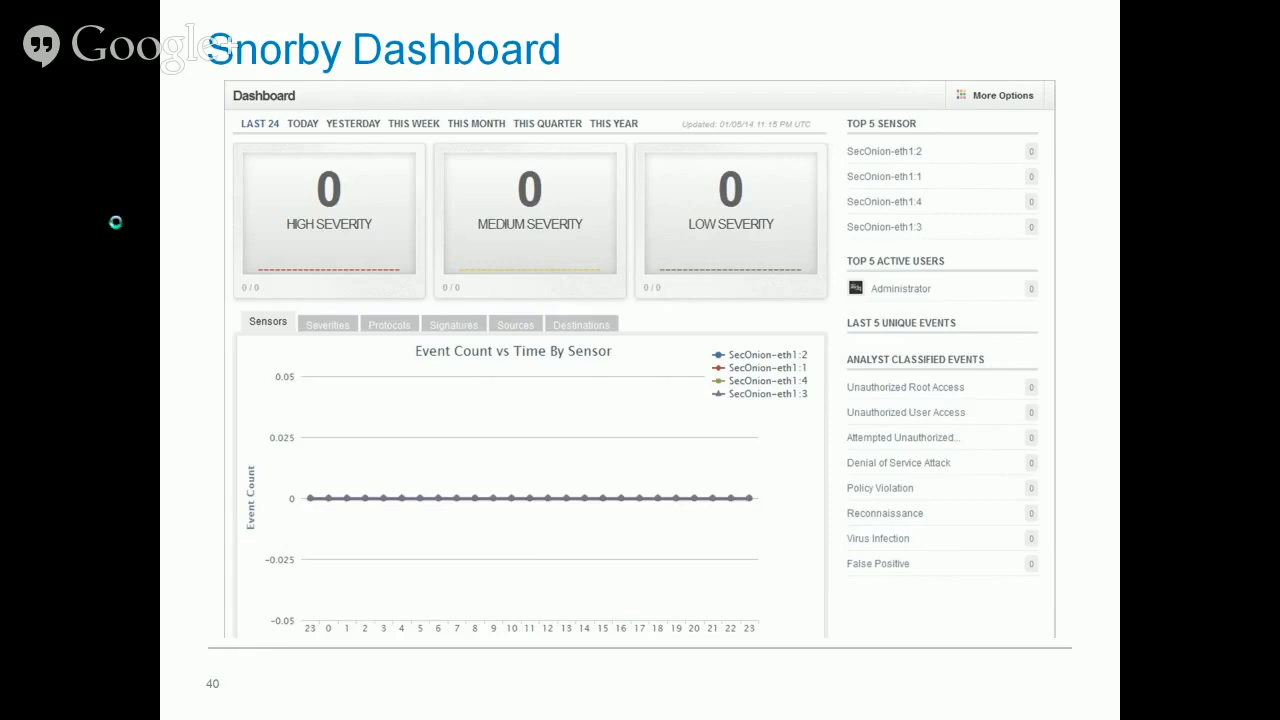 Google+
Snorby Dashboard
Dashboard
More Options
LAST 24 TODAY YESTERDAY THIS WEEK THIS MONTH THIS QUARTER THIS YEAR
Updated: 01/05/14 11:15 PM UTC
0
HIGH SEVERITY
0 / 0
0
MEDIUM SEVERITY
0 / 0
0
LOW SEVERITY
0 / 0
Sensors Severities Protocols Signatures Sources Destinations
Event Count vs Time By Sensor
SecOnion-eth1:2
SecOnion-eth1:1
SecOnion-eth1:4
SecOnion-eth1:3
Event Count
0.05
0.025
0
-0.025
-0.05
23 0 1 2 3 4 5 6 7 8 9 10 11 12 13 14 15 16 17 18 19 20 21 22 23
TOP 5 SENSOR
SecOnion-eth1:2 0
SecOnion-eth1:1 0
SecOnion-eth1:4 0
SecOnion-eth1:3 0
TOP 5 ACTIVE USERS
Administrator 0
LAST 5 UNIQUE EVENTS
ANALYST CLASSIFIED EVENTS
Unauthorized Root Access 0
Unauthorized User Access 0
Attempted Unauthorized... 0
Denial of Service Attack 0
Policy Violation 0
Reconnaissance 0
Virus Infection 0
False Positive 0
40